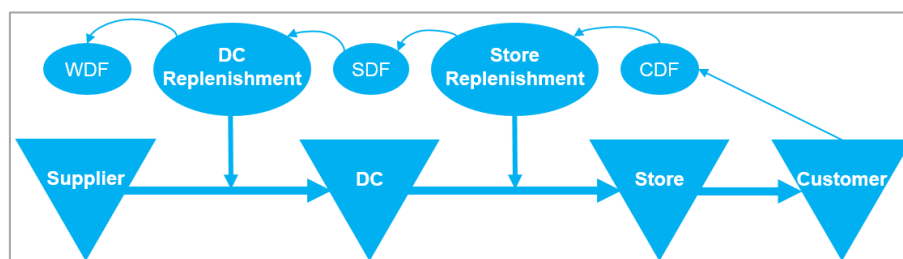 WDF
DC
Replenishment
SDF
Store
Replenishment
CDF
Supplier
DC
Store
Customer